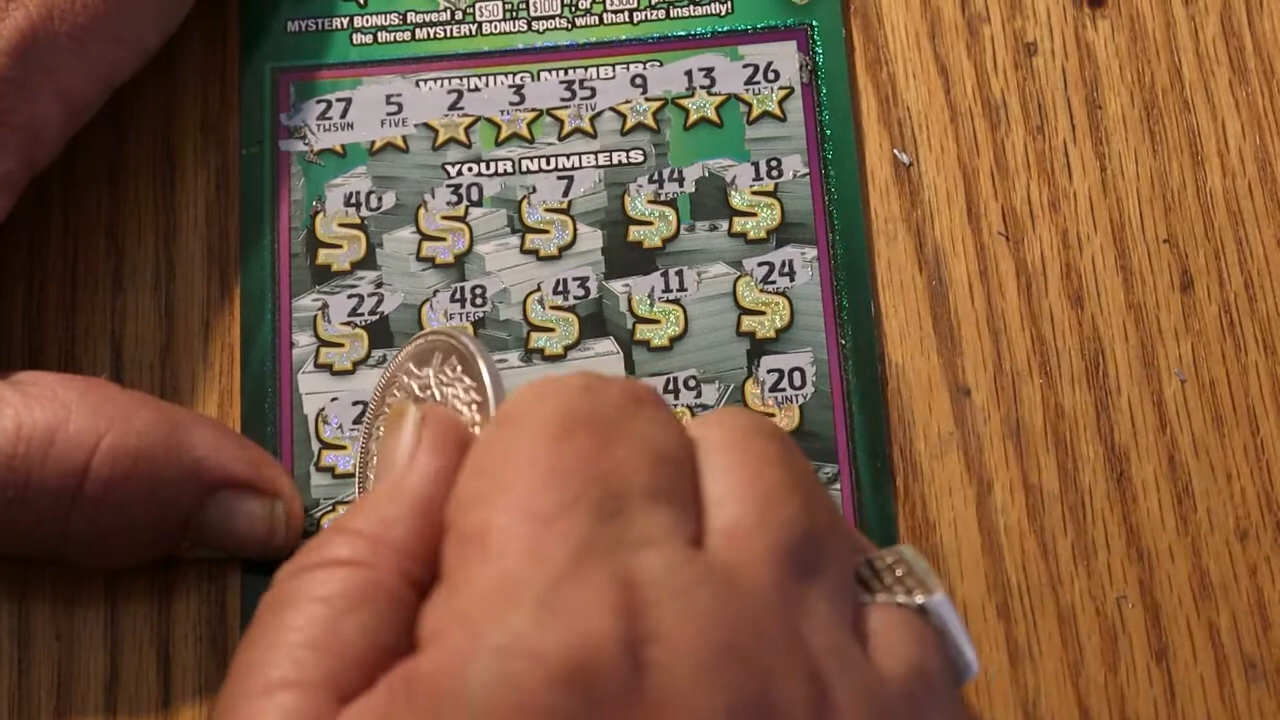 MYSTERY BONUS: Reveal a "$50", "$100", or "$500"
the three MYSTERY BONUS spots, win that prize instantly!
WINNING NUMBERS
27 5 2 3 35 9 13 26
TWSVN FIVE
YOUR NUMBERS
40 30 7 44 18
22 48 43 11 24
49 20